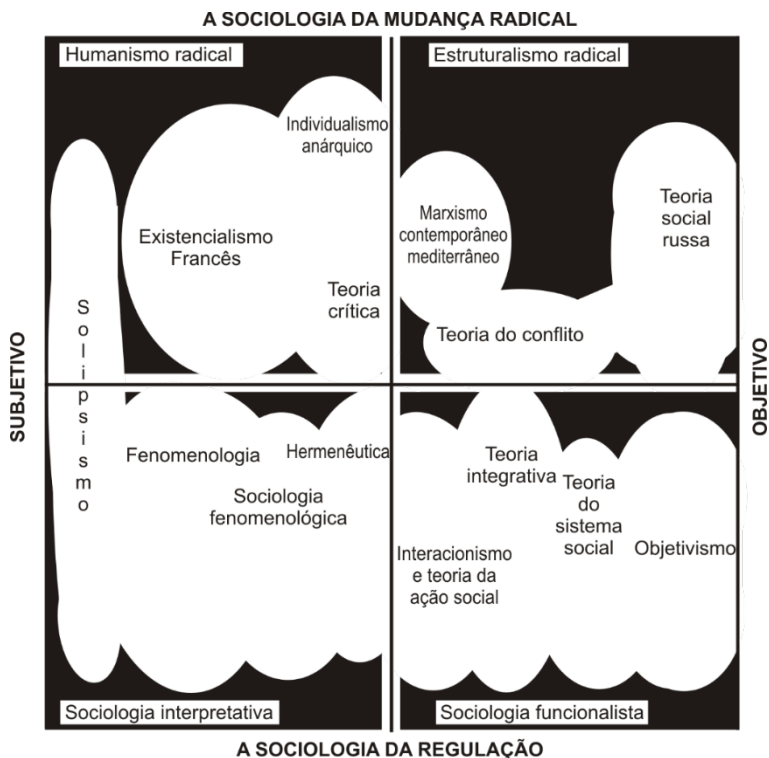 A SOCIOLOGIA DA MUDANÇA RADICAL
Humanismo radical
Estruturalismo radical
Individualismo
anárquico
Existencialismo
Francês
Teoria
crítica
Marxismo
contemporâneo
mediterrâneo
Teoria
social
russa
Teoria do conflito
SUBJETIVO
OBJETIVO
Solipsismo
Fenomenologia
Hermenêutica
Sociologia
fenomenológica
Teoria
integrativa
Teoria
do
sistema
social
Interacionismo
e teoria da
ação social
Objetivismo
Sociologia interpretativa
Sociologia funcionalista
A SOCIOLOGIA DA REGULAÇÃO